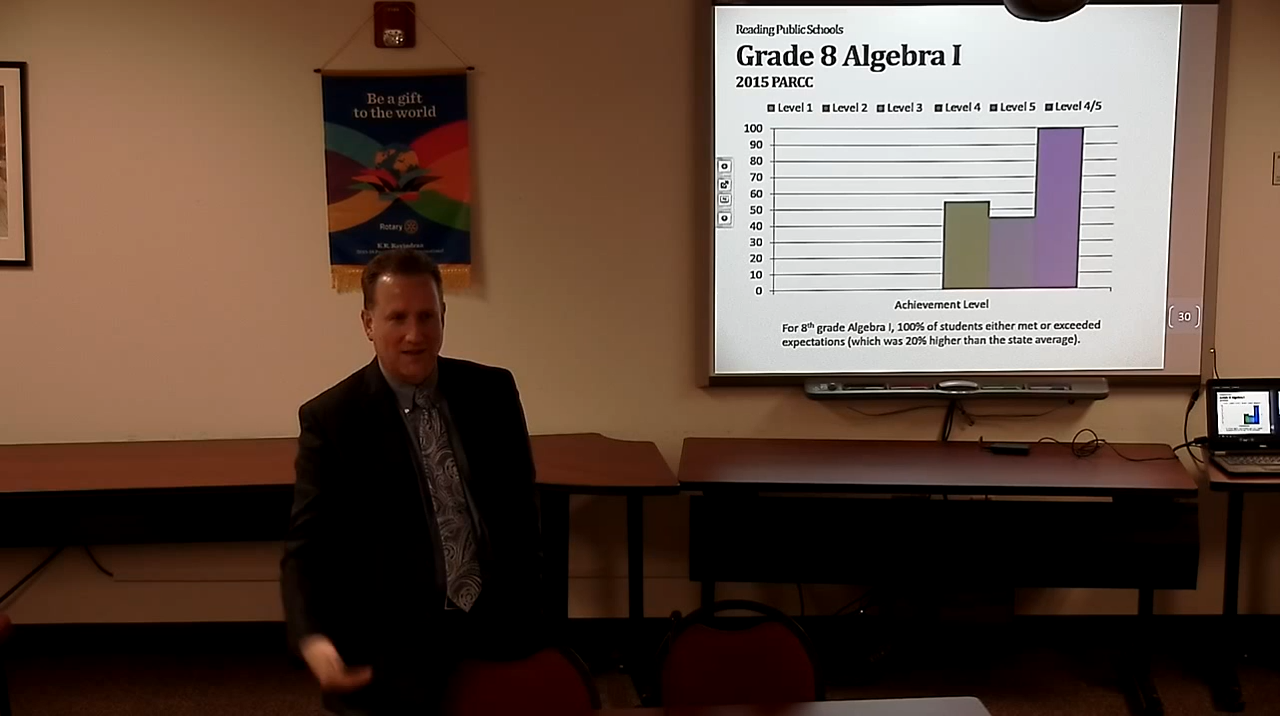 Be a gift
to the world
Rotary
Reading Public Schools
Grade 8 Algebra I
2015 PARCC
Level 1 Level 2 Level 3 Level 4 Level 5 Level 4/5
100
90
80
70
60
50
40
30
20
10
0
Achievement Level
For 8th grade Algebra I, 100% of students either met or exceeded
expectations (which was 20% higher than the state average).
30
Grade 8 Algebra I